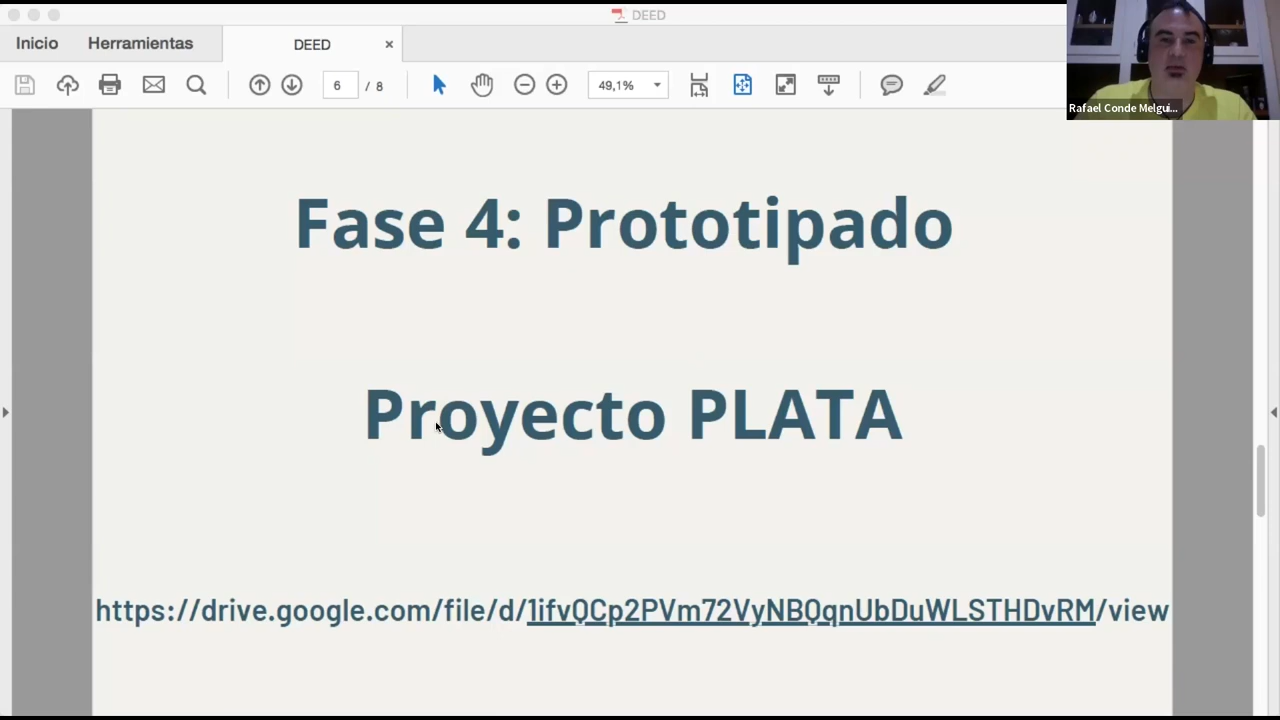 DEED
Inicio
Herramientas
DEED
6 / 8
49,1%
Rafael Conde Melgui...
Fase 4: Prototipado
Proyecto PLATA
https://drive.google.com/file/d/1ifvQCp2PVm72VyNBQqnUbDuWLSTHDvRM/view